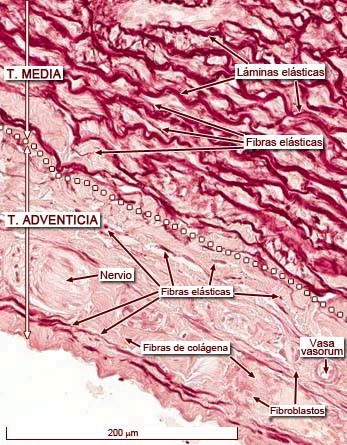 Láminas elásticas
T. MEDIA
Fibras elásticas
T. ADVENTICIA
Nervio
Fibras elásticas
Vasa
vasorum
Fibras de colágena
Fibroblastos
200 µm